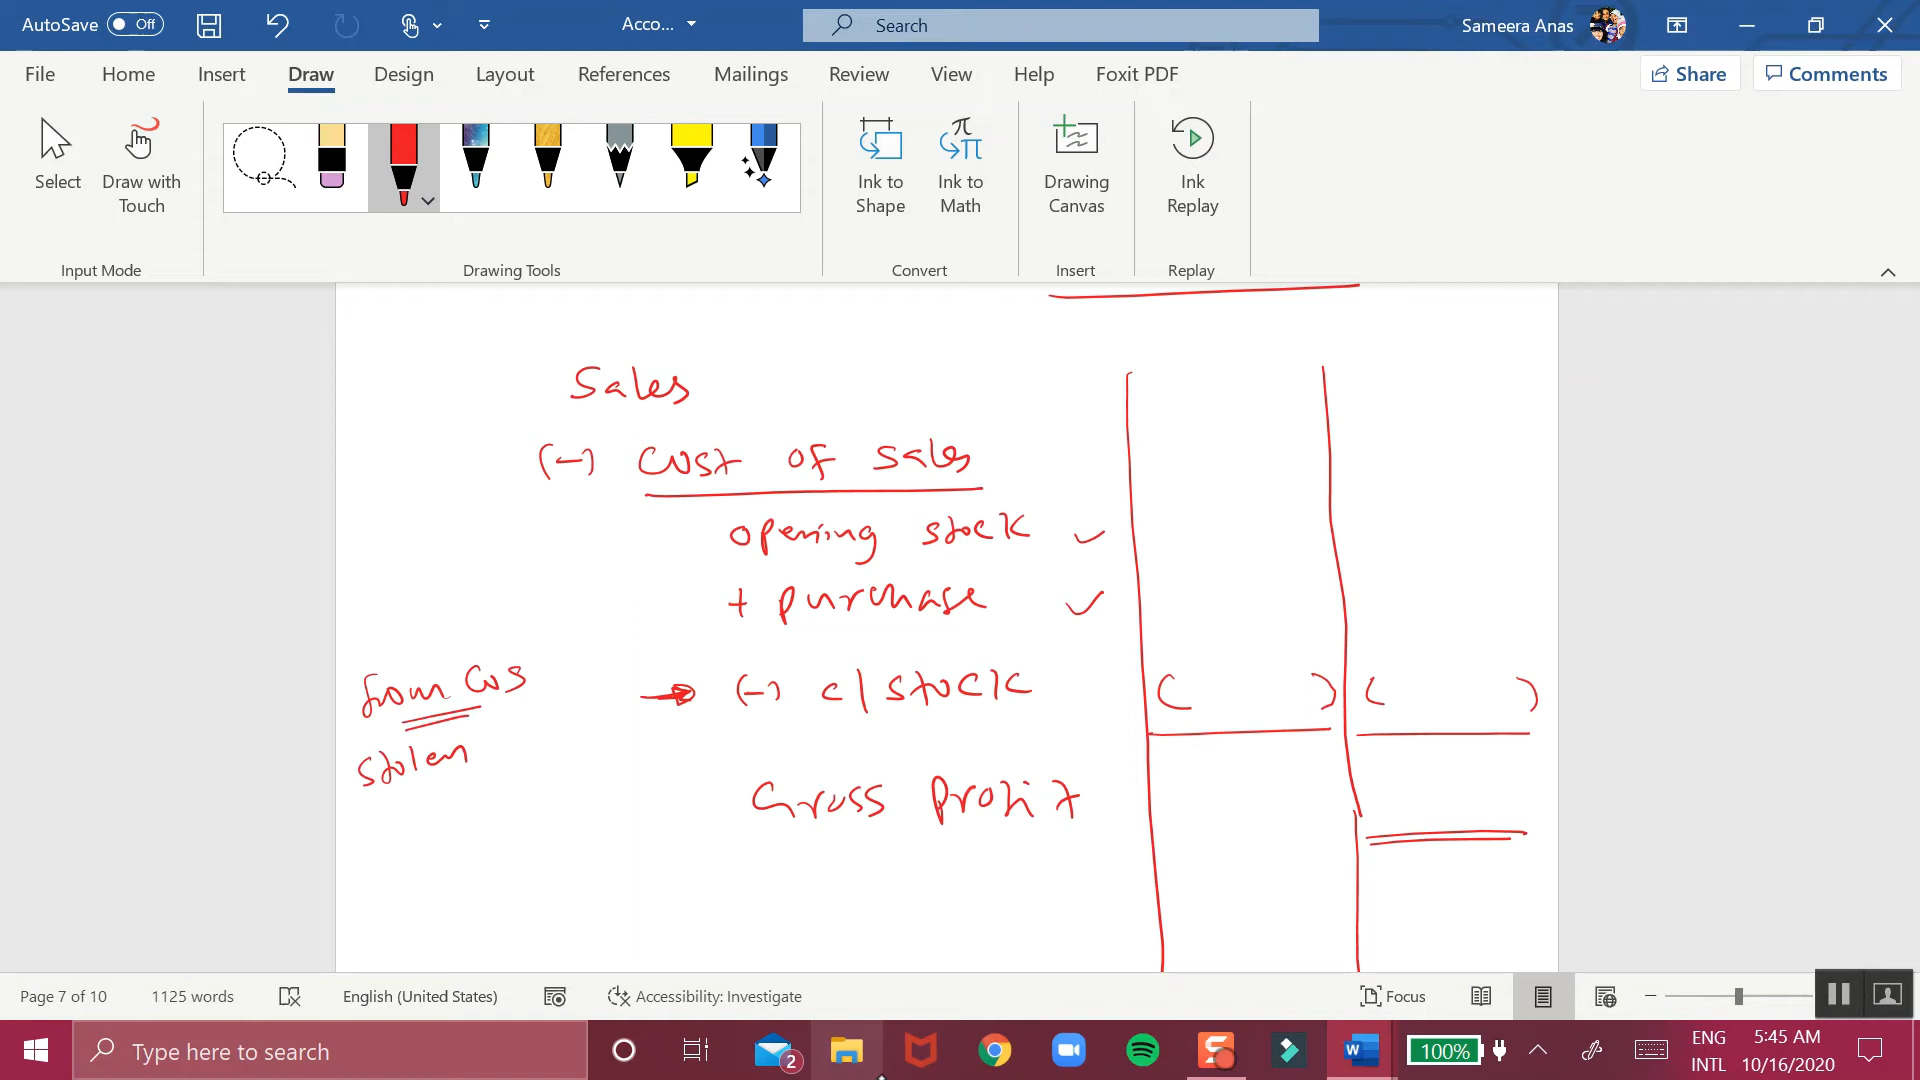 AutoSave Off Acco... Search Sameera Anas
File Home Insert Draw Design Layout References Mailings Review View Help Foxit PDF Share Comments
Select Draw with Touch Ink to Shape Ink to Math Drawing Canvas Ink Replay
Input Mode Drawing Tools Convert Insert Replay
Sales
(-) Cost of sales
opening stock ✓
+ purchase ✓
from Cos → (-) c/stock ( ) ( )
stolen
Gross Profit
Page 7 of 10 1125 words English (United States) Accessibility: Investigate Focus
Type here to search 2 100% ENG 5:45 AM
INTL 10/16/2020